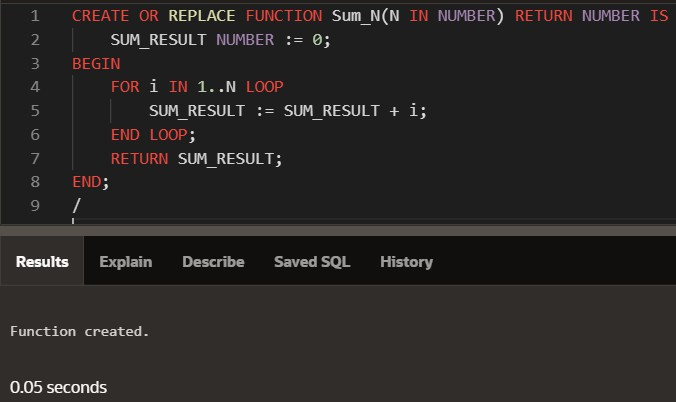 1 CREATE OR REPLACE FUNCTION Sum_N(N IN NUMBER) RETURN NUMBER IS
2 SUM_RESULT NUMBER := 0;
3 BEGIN
4 FOR i IN 1..N LOOP
5 SUM_RESULT := SUM_RESULT + i;
6 END LOOP;
7 RETURN SUM_RESULT;
8 END;
9 /
Results Explain Describe Saved SQL History
Function created.
0.05 seconds